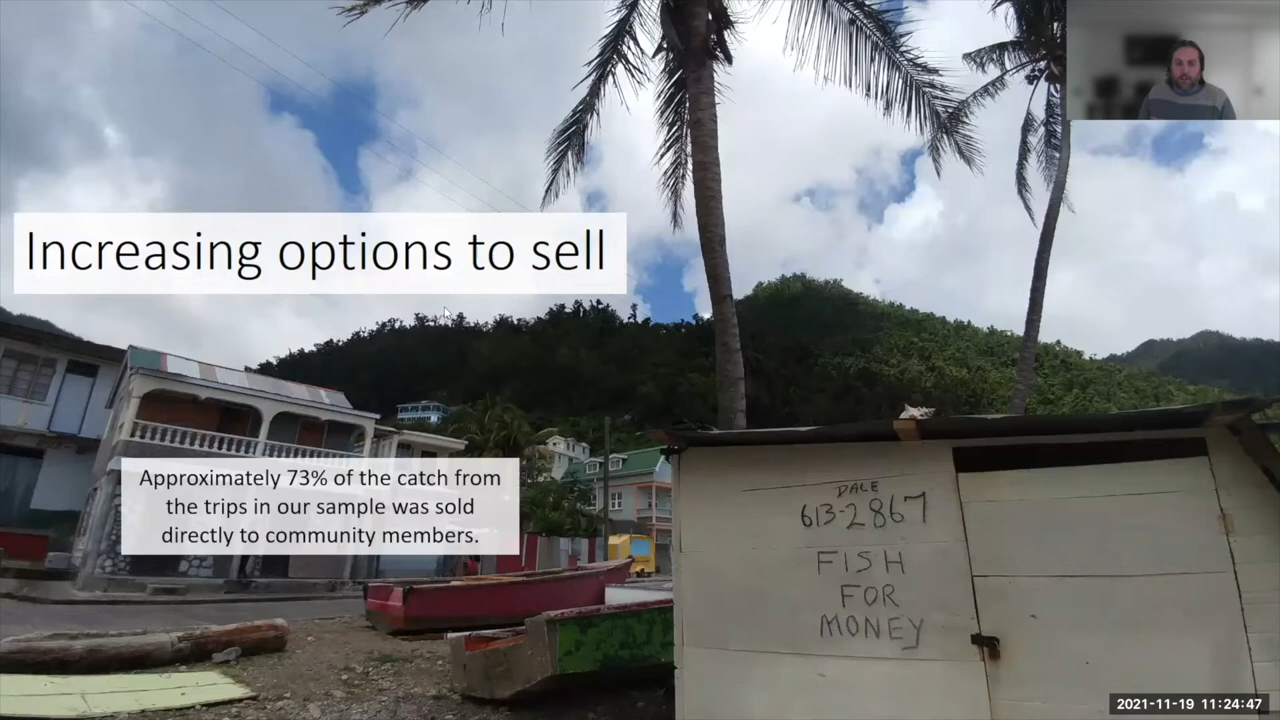 Increasing options to sell
Approximately 73% of the catch from
the trips in our sample was sold
directly to community members.
DALE
613-2867
FISH
FOR
MONEY
2021-11-19 11:24:47